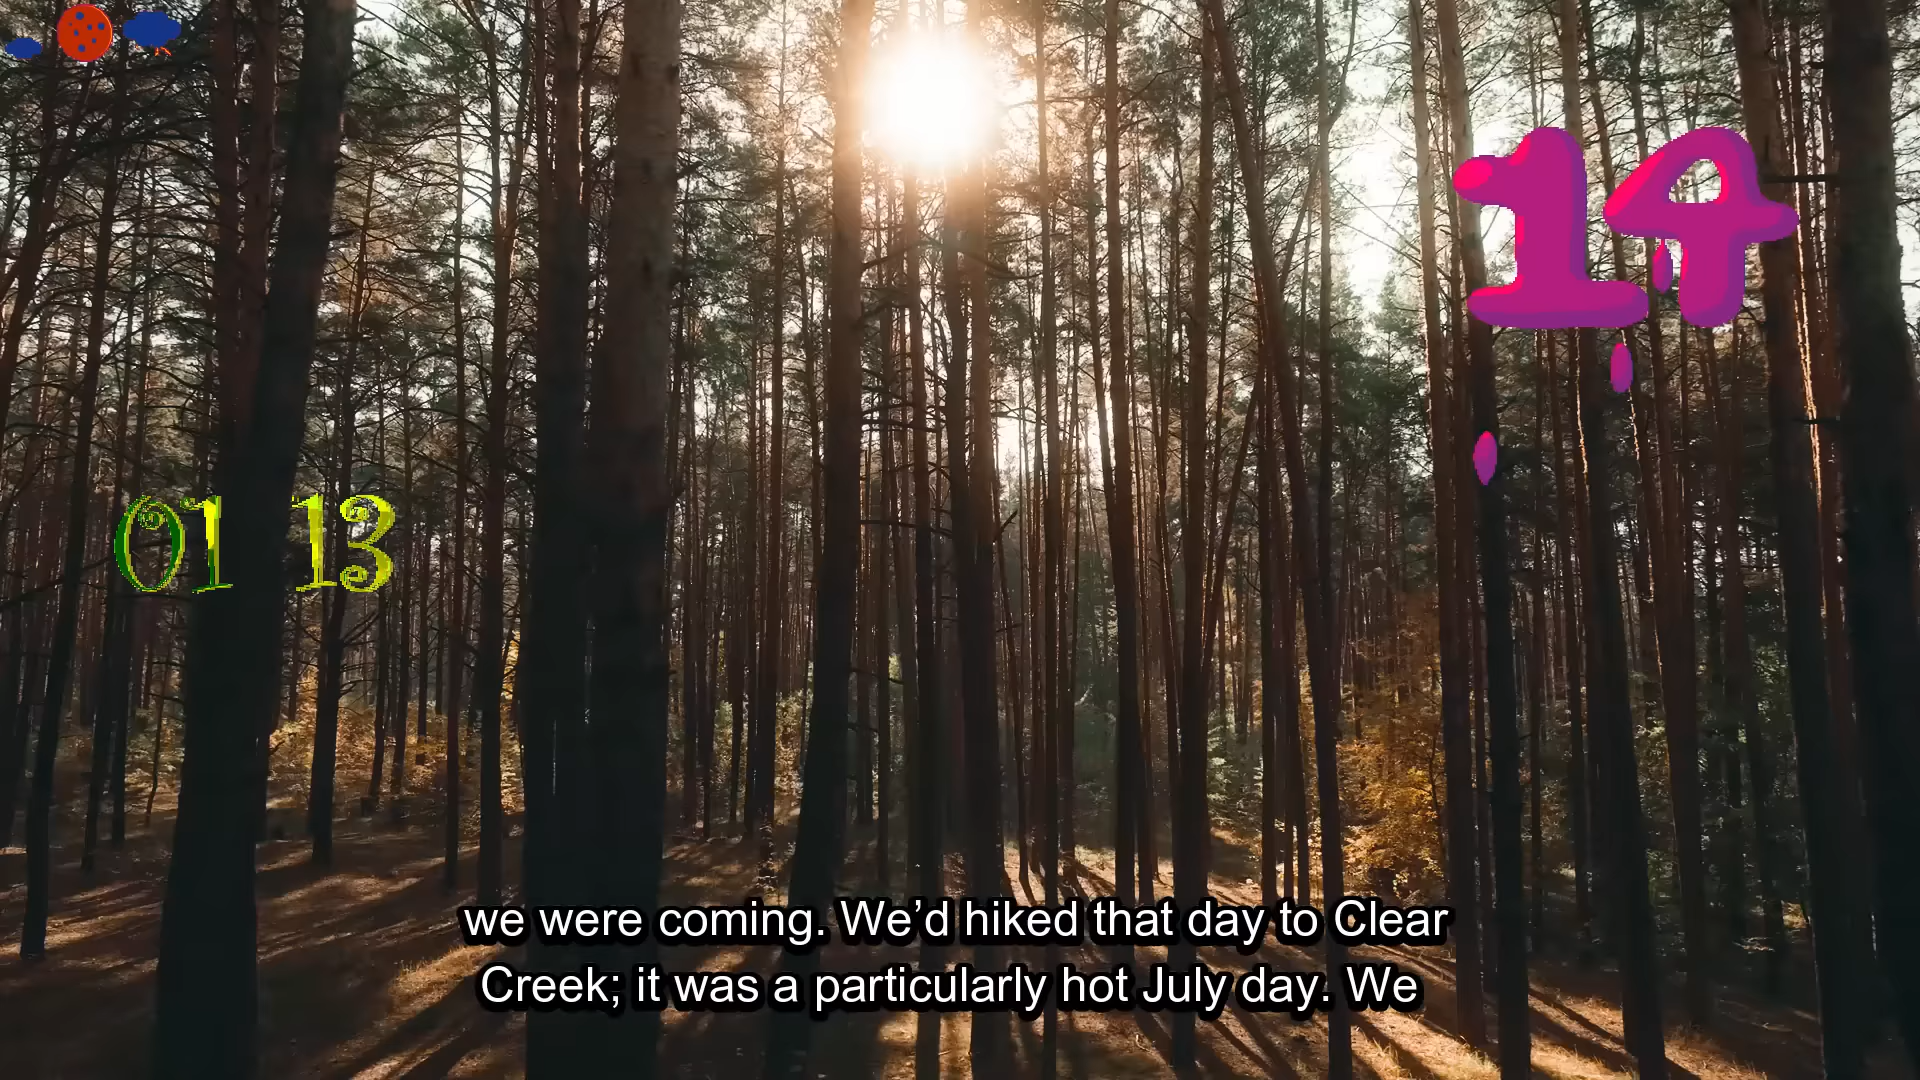 14
01 13
we were coming. We’d hiked that day to Clear
Creek; it was a particularly hot July day. We